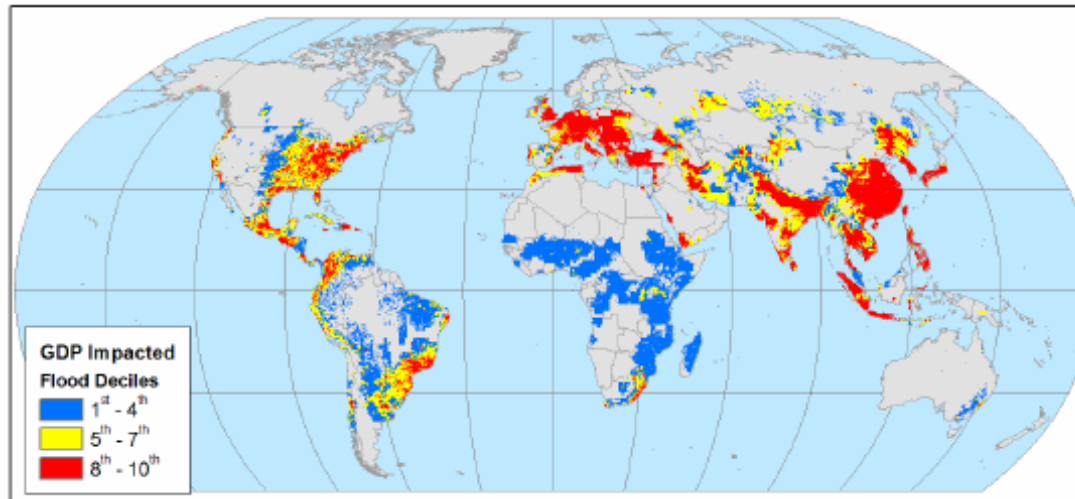 GDP Impacted
Flood Deciles
1st - 4th
5th - 7th
8th - 10th